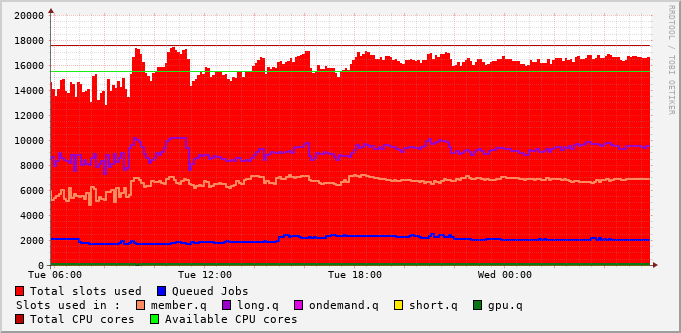 20000
18000
16000
14000
12000
10000
8000
6000
4000
2000
0
Tue 06:00 Tue 12:00 Tue 18:00 Wed 00:00
Total slots used Queued Jobs
Slots used in : member.q long.q ondemand.q short.q gpu.q
Total CPU cores Available CPU cores
RRDTOOL / TOBI OETIKER